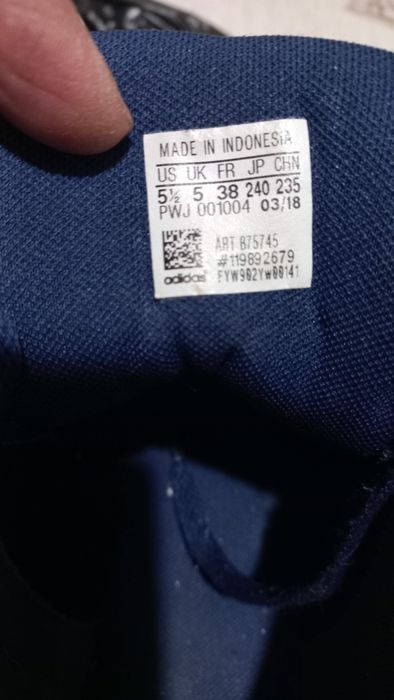 MADE IN INDONESIA
US UK FR JP CHN
5½ 5 38 240 235
PWJ 001004 03/18
ART B75745
#119892679
adidas FYW902YW00141